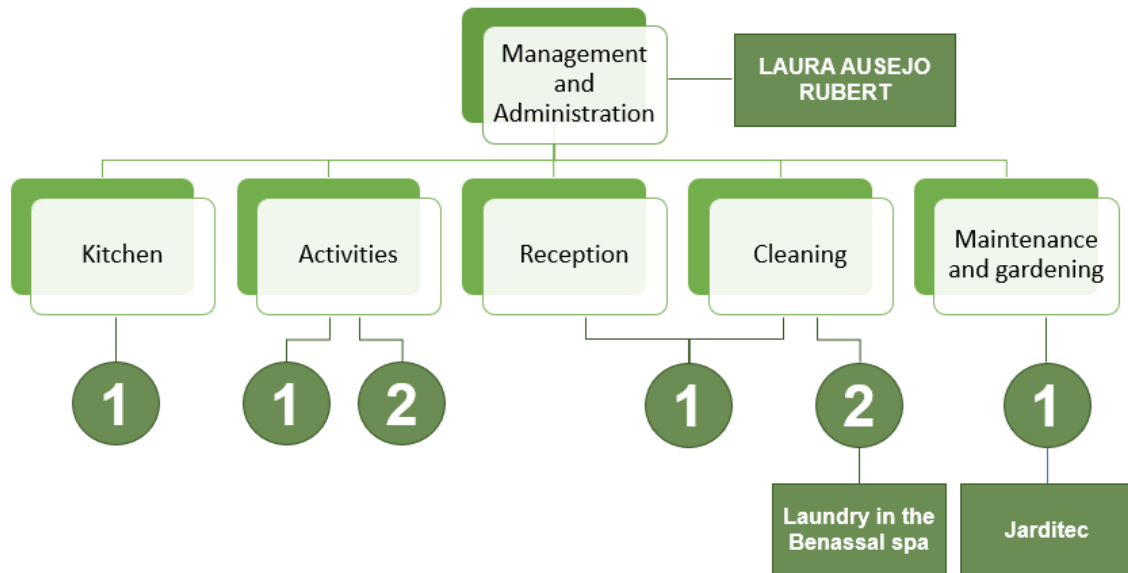 Management
and
Administration
LAURA AUSEJO
RUBERT
Kitchen
Activities
Reception
Cleaning
Maintenance
and gardening
1
1
2
1
2
1
Laundry in the
Benassal spa
Jarditec